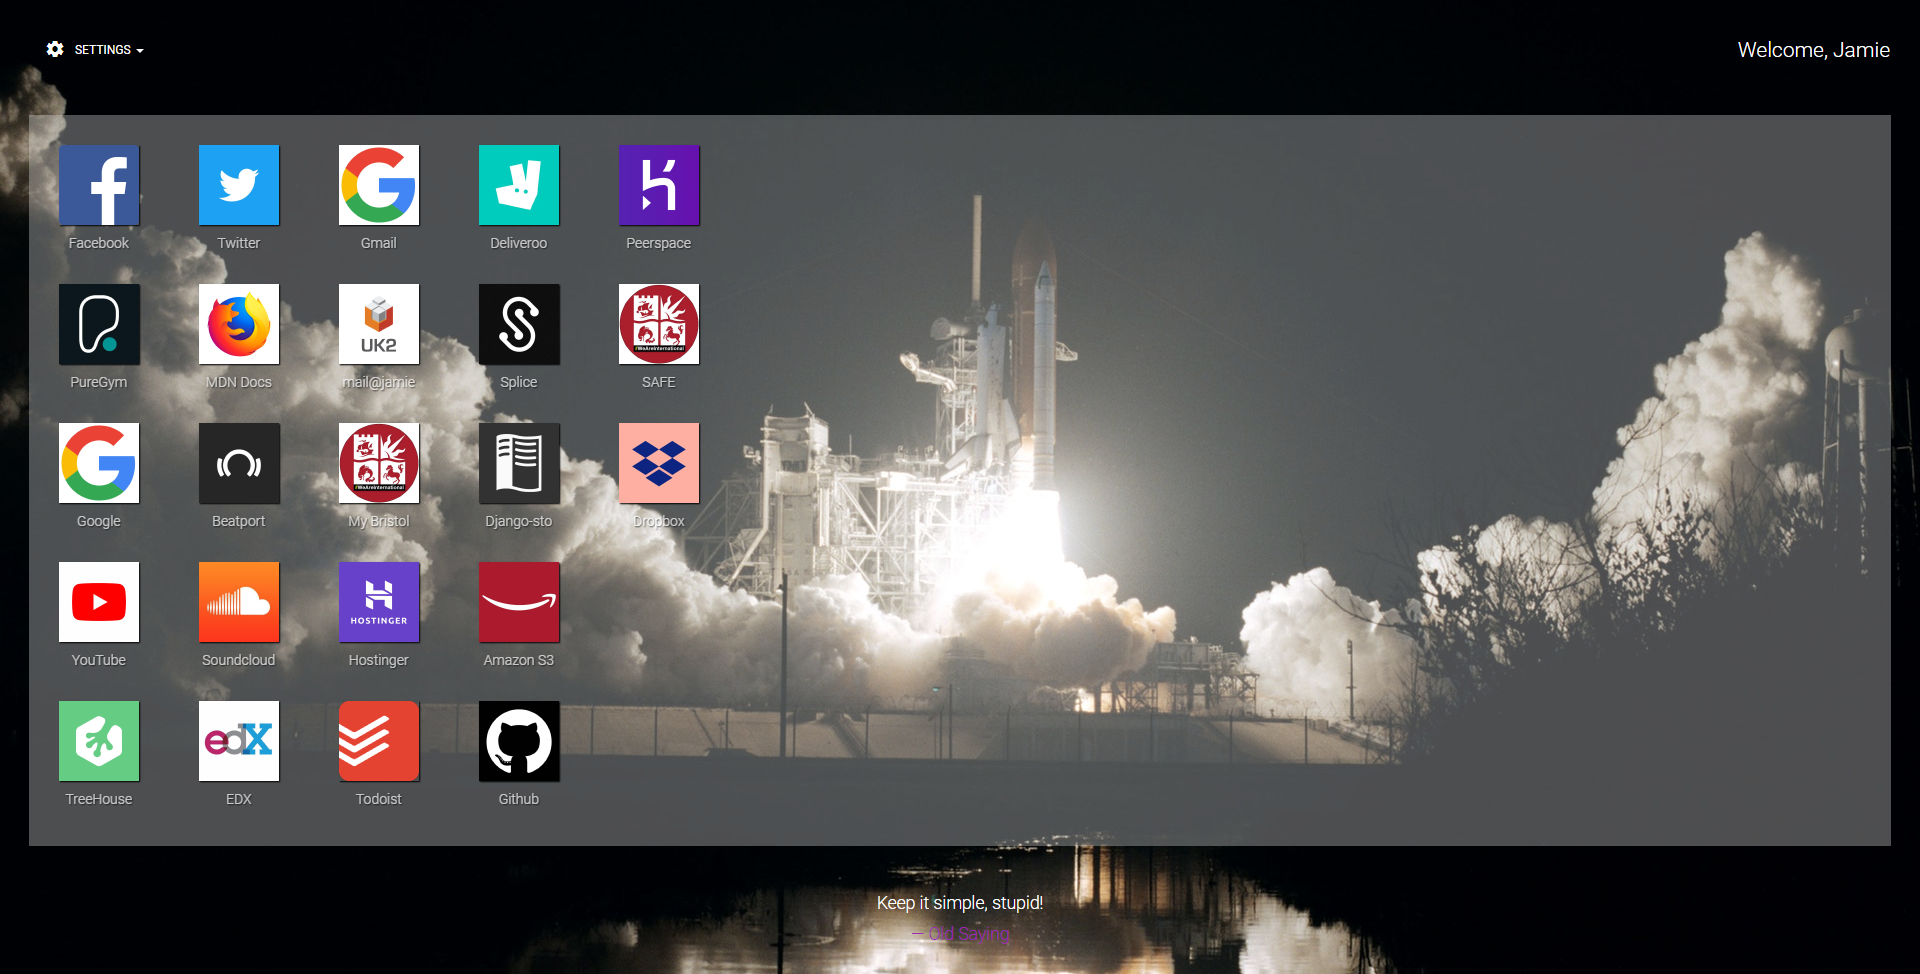 SETTINGS
Welcome, Jamie
Facebook
Twitter
Gmail
Deliveroo
Peerspace
UK2
#WeAreInternational
PureGym
MDN Docs
mail@jamie
Splice
SAFE
#WeAreInternational
Google
Beatport
My Bristol
Django-sto
Dropbox
HOSTINGER
YouTube
Soundcloud
Hostinger
Amazon S3
edX
TreeHouse
EDX
Todoist
Github
Keep it simple, stupid!
— Old Saying